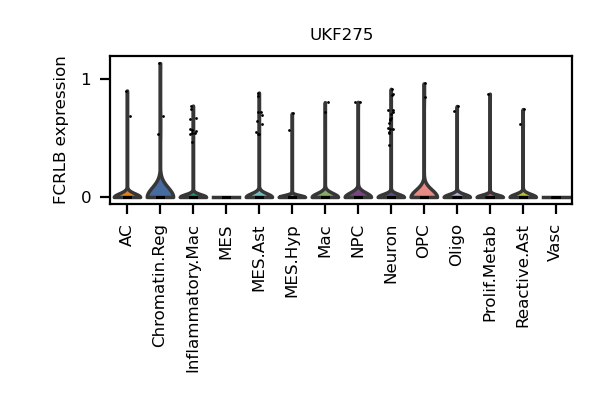 UKF275
FCRLB expression
1
0
AC
Chromatin.Reg
Inflammatory.Mac
MES
MES.Ast
MES.Hyp
Mac
NPC
Neuron
OPC
Oligo
Prolif.Metab
Reactive.Ast
Vasc